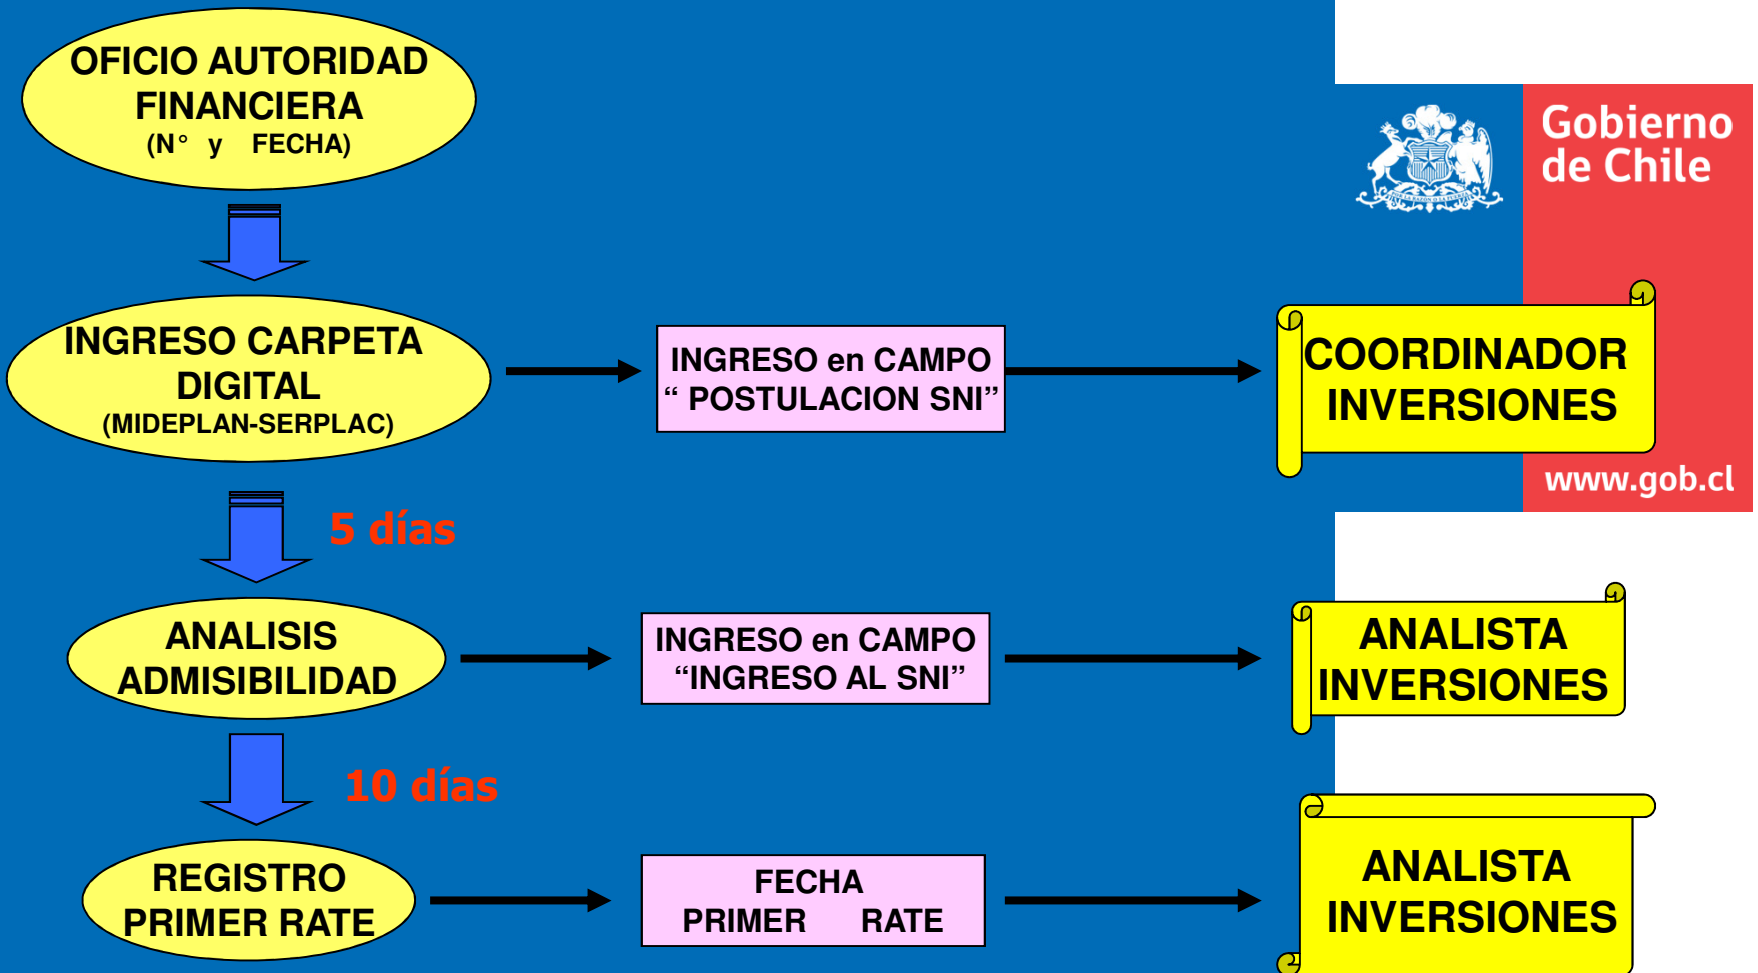 OFICIO AUTORIDAD
FINANCIERA
(N° y FECHA)
Gobierno
de Chile
INGRESO CARPETA
DIGITAL
(MIDEPLAN-SERPLAC)
INGRESO en CAMPO
“ POSTULACION SNI”
COORDINADOR
INVERSIONES
www.gob.cl
5 días
ANALISIS
ADMISIBILIDAD
INGRESO en CAMPO
“INGRESO AL SNI”
ANALISTA
INVERSIONES
10 días
REGISTRO
PRIMER RATE
FECHA
PRIMER RATE
ANALISTA
INVERSIONES